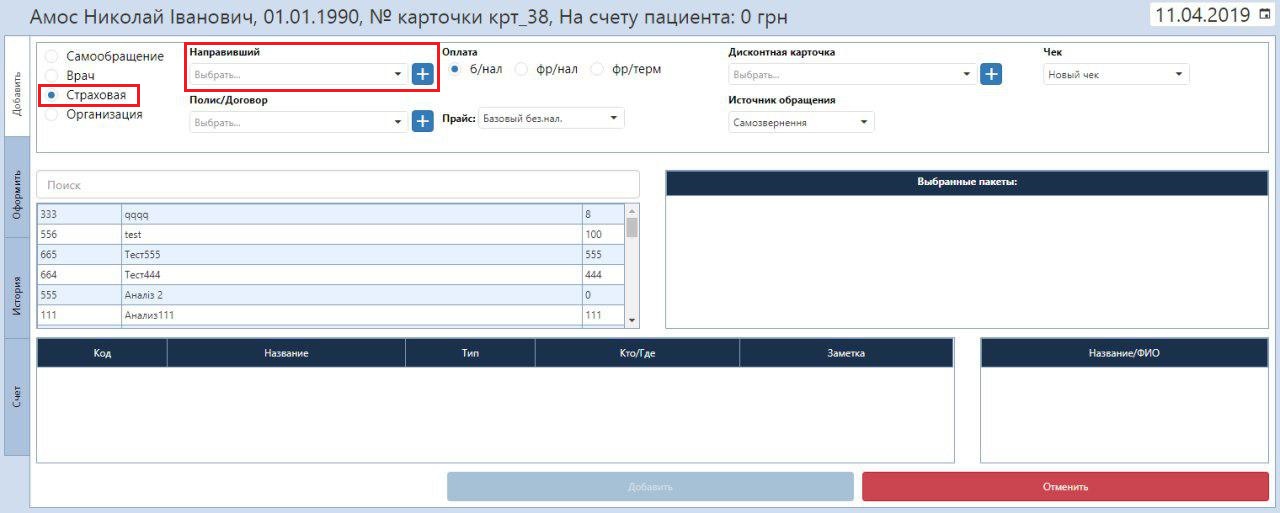 Амос Николай Іванович, 01.01.1990, № карточки крт_38, На счету пациента: 0 грн
11.04.2019
Добавить
Оформить
История
Счет
Самообращение
Врач
Страховая
Организация
Направивший
Выбрать...
Полис/Договор
Выбрать...
Оплата
б/нал фр/нал фр/терм
Прайс: Базовый без.нал.
Дисконтная карточка
Выбрать...
Источник обращения
Самозвернення
Чек
Новый чек
Поиск
333 qqqq 8
556 test 100
665 Тест555 555
664 Тест444 444
555 Аналіз 2 0
111 Анализ111 111
Выбранные пакеты:
Код Название Тип Кто/Где Заметка
Название/ФИО
Добавить
Отменить